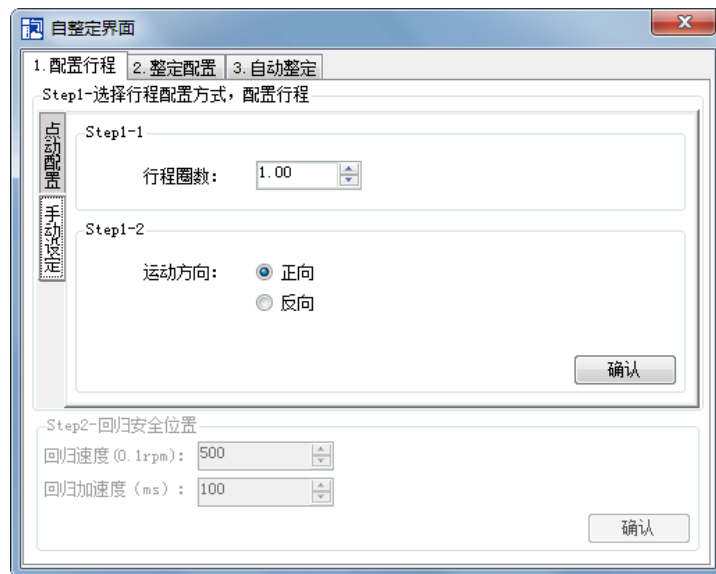 自整定界面
1.配置行程 2.整定配置 3.自动整定
Step1-选择行程配置方式，配置行程
点动配置
手动设定
Step1-1
行程圈数： 1.00
Step1-2
运动方向： 正向
反向
确认
Step2-回归安全位置
回归速度(0.1rpm)： 500
回归加速度（ms）： 100
确认